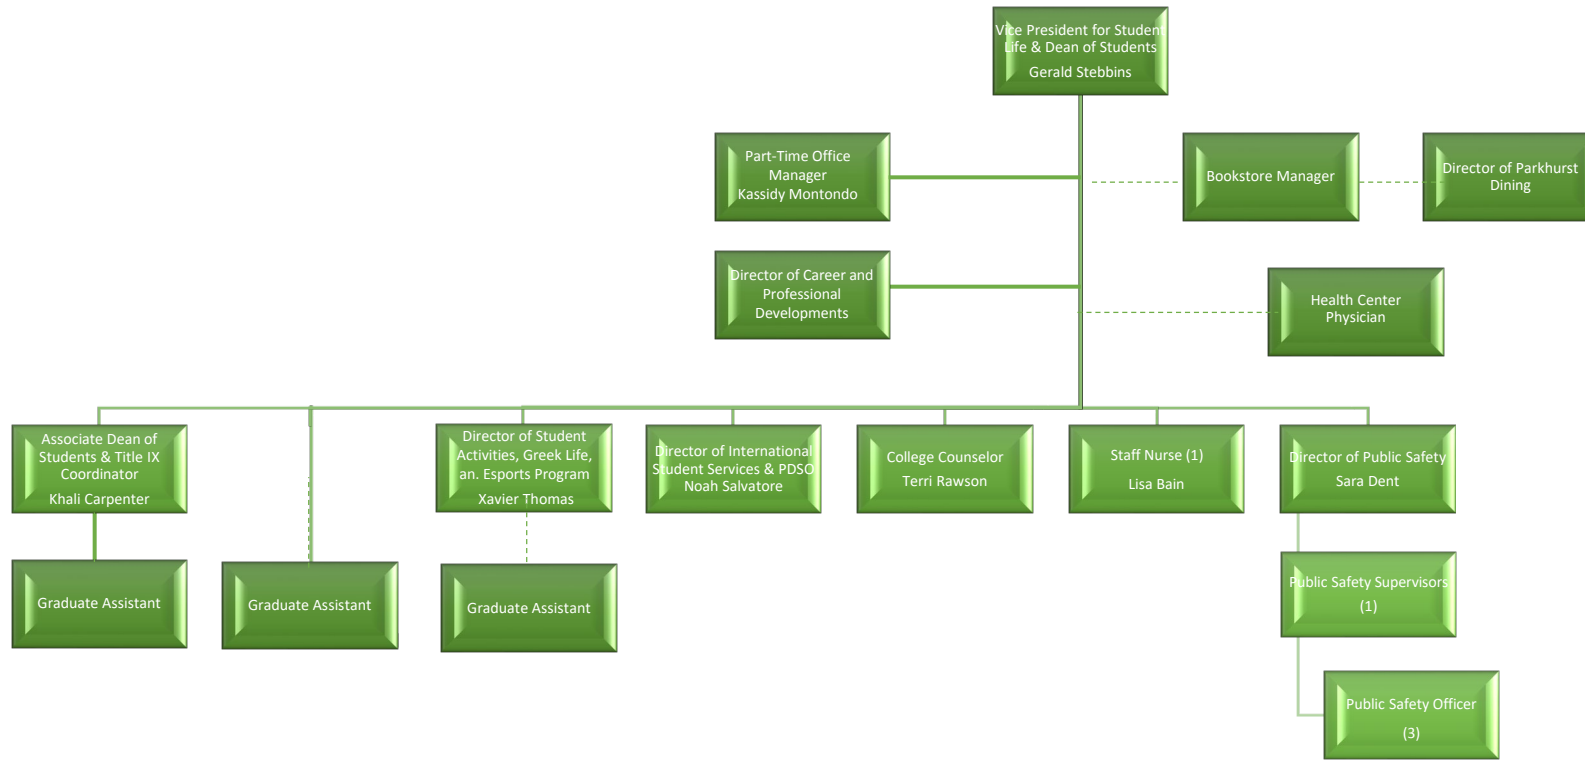 Vice President for Student
Life & Dean of Students
Gerald Stebbins
Part-Time Office
Manager
Kassidy Montondo
Bookstore Manager
Director of Parkhurst
Dining
Director of Career and
Professional
Developments
Health Center
Physician
Associate Dean of
Students & Title IX
Coordinator
Khali Carpenter
Director of Student
Activities, Greek Life,
an. Esports Program
Xavier Thomas
Director of International
Student Services & PDSO
Noah Salvatore
College Counselor
Terri Rawson
Staff Nurse (1)
Lisa Bain
Director of Public Safety
Sara Dent
Graduate Assistant
Graduate Assistant
Graduate Assistant
Public Safety Supervisors
(1)
Public Safety Officer
(3)